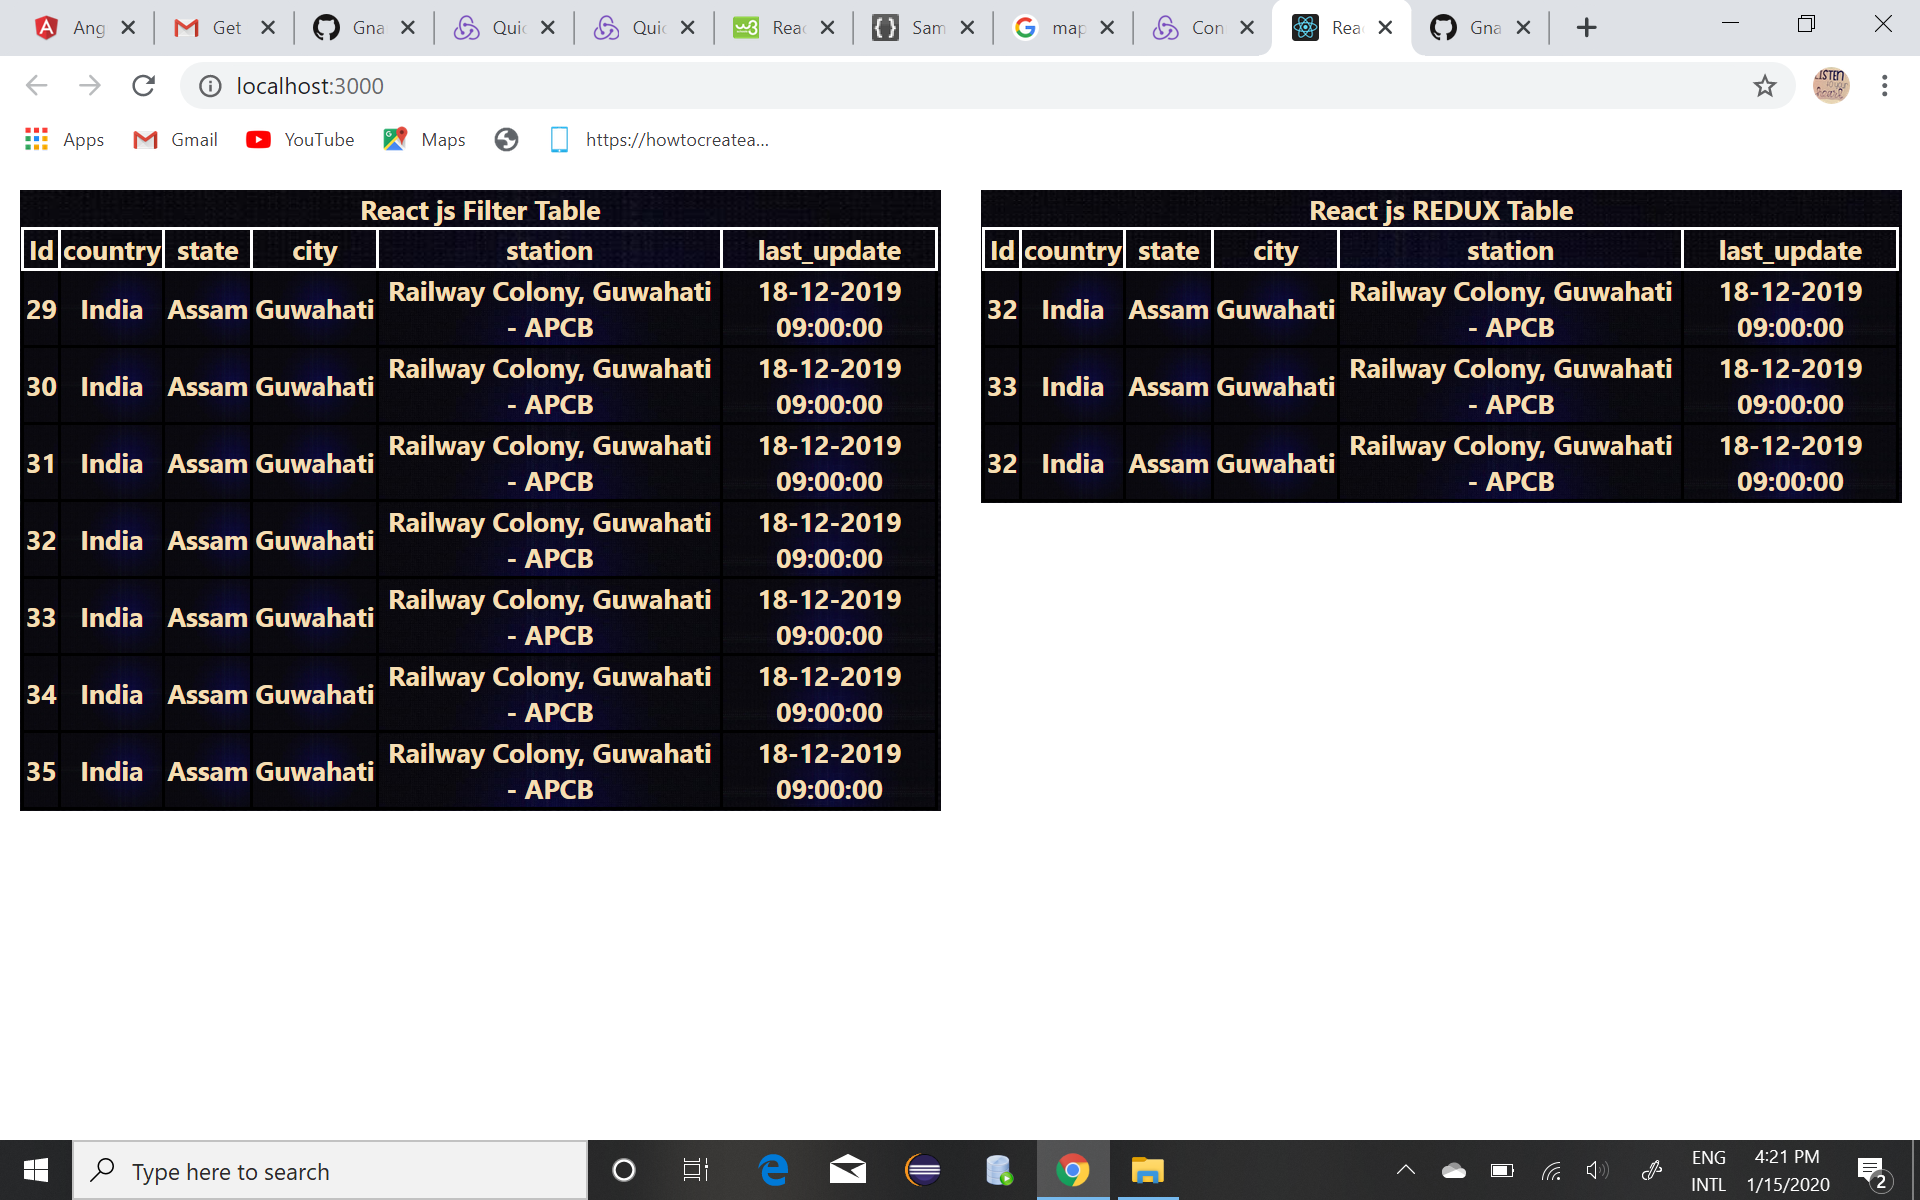 Ang
Get
Gna
Quic
Quic
Reac
Sam
map
Con
Reac
Gna
localhost:3000
Apps
Gmail
YouTube
Maps
https://howtocreatea...
React js Filter Table
Id country state city station last_update
29 India Assam Guwahati Railway Colony, Guwahati 18-12-2019
- APCB 09:00:00
30 India Assam Guwahati Railway Colony, Guwahati 18-12-2019
- APCB 09:00:00
31 India Assam Guwahati Railway Colony, Guwahati 18-12-2019
- APCB 09:00:00
32 India Assam Guwahati Railway Colony, Guwahati 18-12-2019
- APCB 09:00:00
33 India Assam Guwahati Railway Colony, Guwahati 18-12-2019
- APCB 09:00:00
34 India Assam Guwahati Railway Colony, Guwahati 18-12-2019
- APCB 09:00:00
35 India Assam Guwahati Railway Colony, Guwahati 18-12-2019
- APCB 09:00:00
React js REDUX Table
Id country state city station last_update
32 India Assam Guwahati Railway Colony, Guwahati 18-12-2019
- APCB 09:00:00
33 India Assam Guwahati Railway Colony, Guwahati 18-12-2019
- APCB 09:00:00
32 India Assam Guwahati Railway Colony, Guwahati 18-12-2019
- APCB 09:00:00
Type here to search
ENG
INTL
4:21 PM
1/15/2020
2